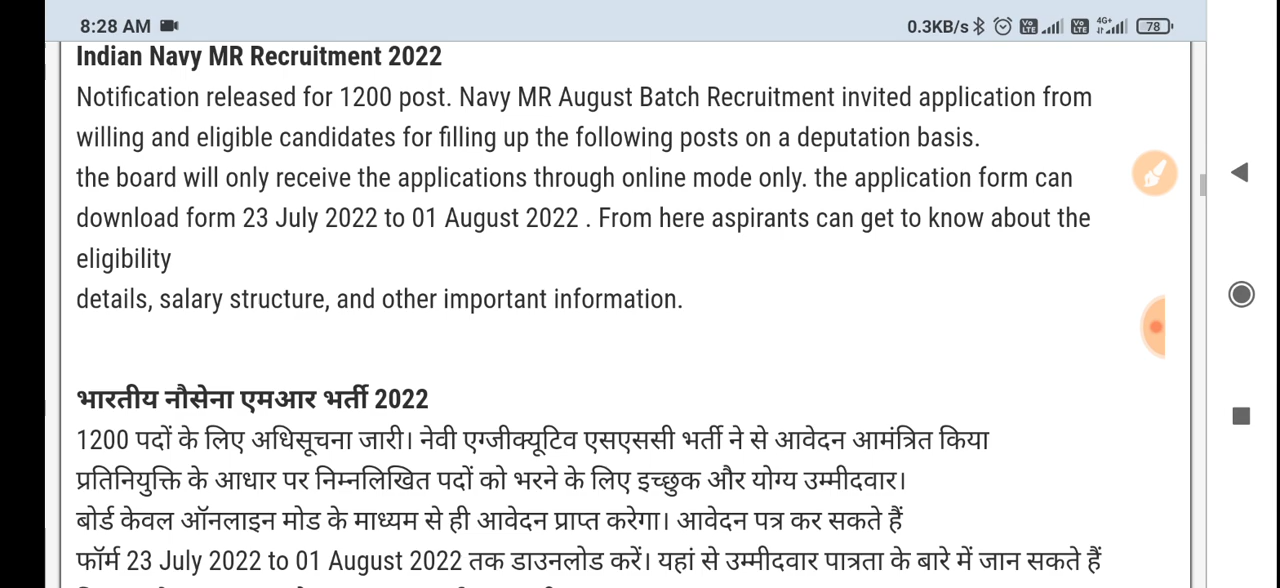 8:28 AM
0.3KB/s 4G+ 78
Indian Navy MR Recruitment 2022
Notification released for 1200 post. Navy MR August Batch Recruitment invited application from
willing and eligible candidates for filling up the following posts on a deputation basis.
the board will only receive the applications through online mode only. the application form can
download form 23 July 2022 to 01 August 2022 . From here aspirants can get to know about the
eligibility
details, salary structure, and other important information.
भारतीय नौसेना एमआर भर्ती 2022
1200 पदों के लिए अधिसूचना जारी। नेवी एग्जीक्यूटिव एसएससी भर्ती ने से आवेदन आमंत्रित किया
प्रतिनियुक्ति के आधार पर निम्नलिखित पदों को भरने के लिए इच्छुक और योग्य उम्मीदवार।
बोर्ड केवल ऑनलाइन मोड के माध्यम से ही आवेदन प्राप्त करेगा। आवेदन पत्र कर सकते हैं
फॉर्म 23 July 2022 to 01 August 2022 तक डाउनलोड करें। यहां से उम्मीदवार पात्रता के बारे में जान सकते हैं